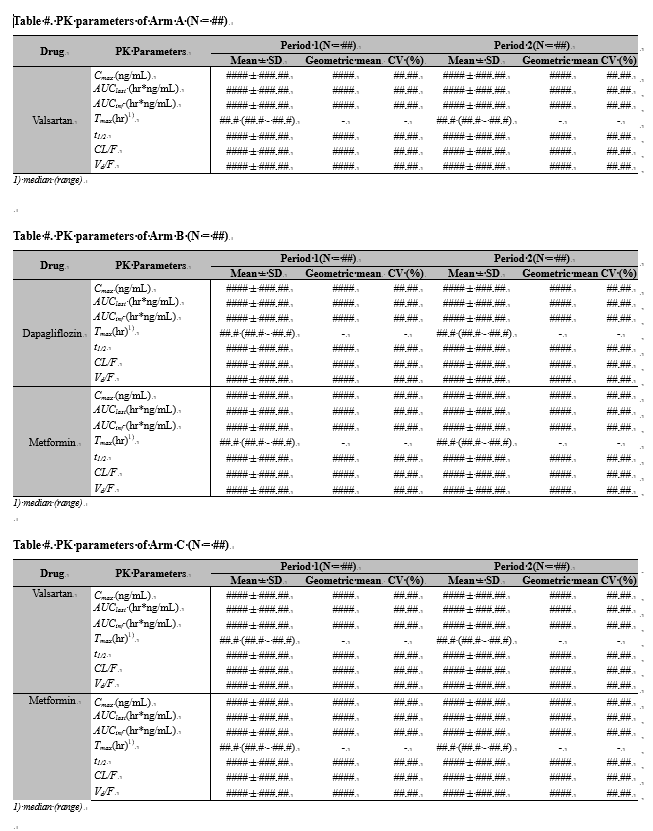 Table #. PK parameters of Arm A (N = ##)
Drug PK Parameters Period 1(N = ##) Period 2(N = ##)
Mean ± SD Geometric mean CV (%) Mean ± SD Geometric mean CV (%)
Cmax (ng/mL) #### ± ###.## #### ##.## #### ± ###.## #### ##.##
AUClast (hr*ng/mL) #### ± ###.## #### ##.## #### ± ###.## #### ##.##
AUCinf (hr*ng/mL) #### ± ###.## #### ##.## #### ± ###.## #### ##.##
Valsartan Tmax(hr)1) ##.# (##.# - ##.#) - - ##.# (##.# - ##.#) - -
t1/2 #### ± ###.## #### ##.## #### ± ###.## #### ##.##
CL/F #### ± ###.## #### ##.## #### ± ###.## #### ##.##
Vd/F #### ± ###.## #### ##.## #### ± ###.## #### ##.##
1) median (range)
Table #. PK parameters of Arm B (N = ##)
Drug PK Parameters Period 1(N = ##) Period 2(N = ##)
Mean ± SD Geometric mean CV (%) Mean ± SD Geometric mean CV (%)
Cmax (ng/mL) #### ± ###.## #### ##.## #### ± ###.## #### ##.##
AUClast (hr*ng/mL) #### ± ###.## #### ##.## #### ± ###.## #### ##.##
AUCinf (hr*ng/mL) #### ± ###.## #### ##.## #### ± ###.## #### ##.##
Dapagliflozin Tmax(hr)1) ##.# (##.# - ##.#) - - ##.# (##.# - ##.#) - -
t1/2 #### ± ###.## #### ##.## #### ± ###.## #### ##.##
CL/F #### ± ###.## #### ##.## #### ± ###.## #### ##.##
Vd/F #### ± ###.## #### ##.## #### ± ###.## #### ##.##
Cmax (ng/mL) #### ± ###.## #### ##.## #### ± ###.## #### ##.##
AUClast (hr*ng/mL) #### ± ###.## #### ##.## #### ± ###.## #### ##.##
AUCinf (hr*ng/mL) #### ± ###.## #### ##.## #### ± ###.## #### ##.##
Metformin Tmax(hr)1) ##.# (##.# - ##.#) - - ##.# (##.# - ##.#) - -
t1/2 #### ± ###.## #### ##.## #### ± ###.## #### ##.##
CL/F #### ± ###.## #### ##.## #### ± ###.## #### ##.##
Vd/F #### ± ###.## #### ##.## #### ± ###.## #### ##.##
1) median (range)
Table #. PK parameters of Arm C (N = ##)
Drug PK Parameters Period 1(N = ##) Period 2(N = ##)
Mean ± SD Geometric mean CV (%) Mean ± SD Geometric mean CV (%)
Valsartan Cmax (ng/mL) #### ± ###.## #### ##.## #### ± ###.## #### ##.##
AUClast (hr*ng/mL) #### ± ###.## #### ##.## #### ± ###.## #### ##.##
AUCinf (hr*ng/mL) #### ± ###.## #### ##.## #### ± ###.## #### ##.##
Tmax(hr)1) ##.# (##.# - ##.#) - - ##.# (##.# - ##.#) - -
t1/2 #### ± ###.## #### ##.## #### ± ###.## #### ##.##
CL/F #### ± ###.## #### ##.## #### ± ###.## #### ##.##
Vd/F #### ± ###.## #### ##.## #### ± ###.## #### ##.##
Metformin Cmax (ng/mL) #### ± ###.## #### ##.## #### ± ###.## #### ##.##
AUClast (hr*ng/mL) #### ± ###.## #### ##.## #### ± ###.## #### ##.##
AUCinf (hr*ng/mL) #### ± ###.## #### ##.## #### ± ###.## #### ##.##
Tmax(hr)1) ##.# (##.# - ##.#) - - ##.# (##.# - ##.#) - -
t1/2 #### ± ###.## #### ##.## #### ± ###.## #### ##.##
CL/F #### ± ###.## #### ##.## #### ± ###.## #### ##.##
Vd/F #### ± ###.## #### ##.## #### ± ###.## #### ##.##
1) median (range)